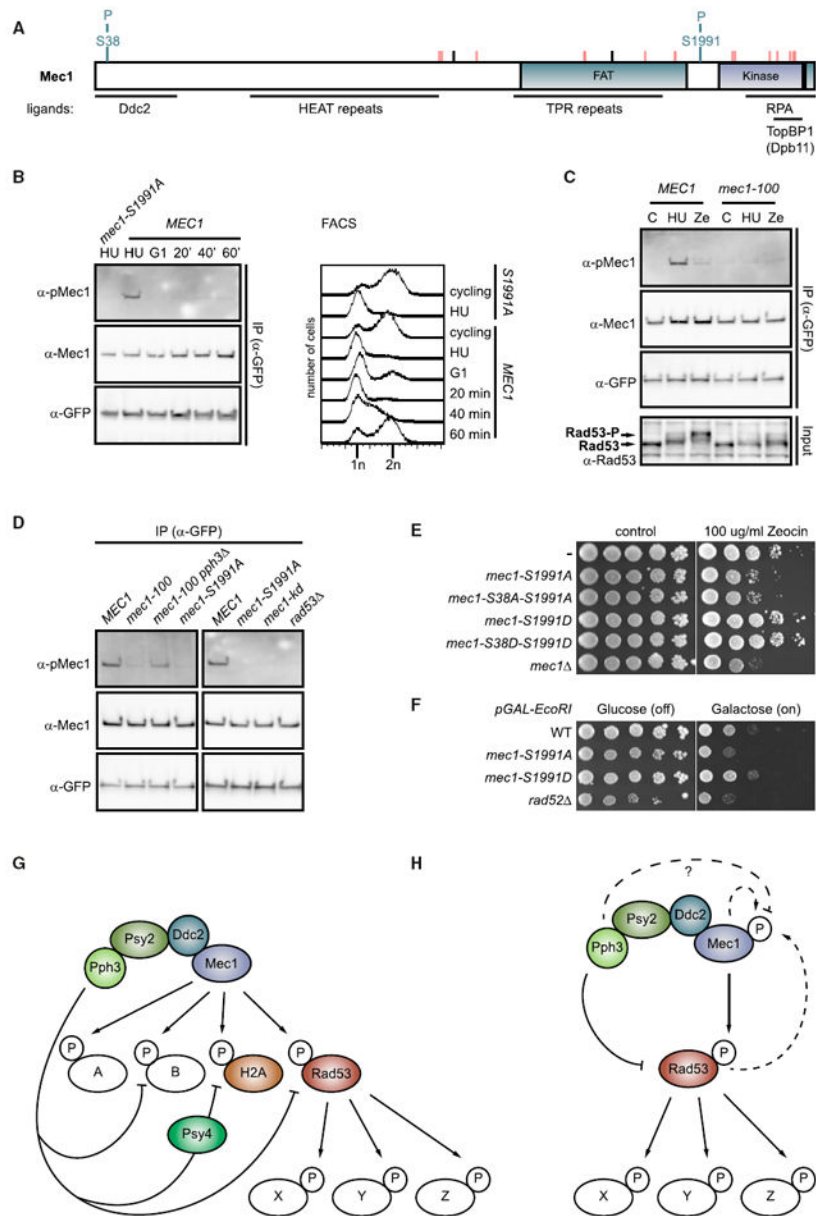 A
P P
S38 S1991
Mec1 FAT Kinase
ligands: Ddc2 HEAT repeats TPR repeats RPA
TopBP1
(Dpb11)
B
mec1-S1991A MEC1
HU HU G1 20' 40' 60'
α-pMec1
α-Mec1
α-GFP
IP (α-GFP)
FACS
number of cells
cycling
HU
S1991A
cycling
HU
G1
20 min
40 min
60 min
MEC1
1n 2n
C
MEC1 mec1-100
C HU Ze C HU Ze
α-pMec1
α-Mec1
α-GFP
IP (α-GFP)
Rad53-P
Rad53
α-Rad53
Input
D
IP (α-GFP)
MEC1 mec1-100 mec1-100 pph3Δ mec1-S1991A MEC1 mec1-S1991A mec1-kd rad53Δ
α-pMec1
α-Mec1
α-GFP
E
control 100 ug/ml Zeocin
-
mec1-S1991A
mec1-S38A-S1991A
mec1-S1991D
mec1-S38D-S1991D
mec1Δ
F
pGAL-EcoRI Glucose (off) Galactose (on)
WT
mec1-S1991A
mec1-S1991D
rad52Δ
G
Psy2 Ddc2
Pph3 Mec1
P P P P
A B H2A Rad53
Psy4
P P P
X Y Z
H
?
Psy2 Ddc2 P
Pph3 Mec1
P
Rad53
P P P
X Y Z